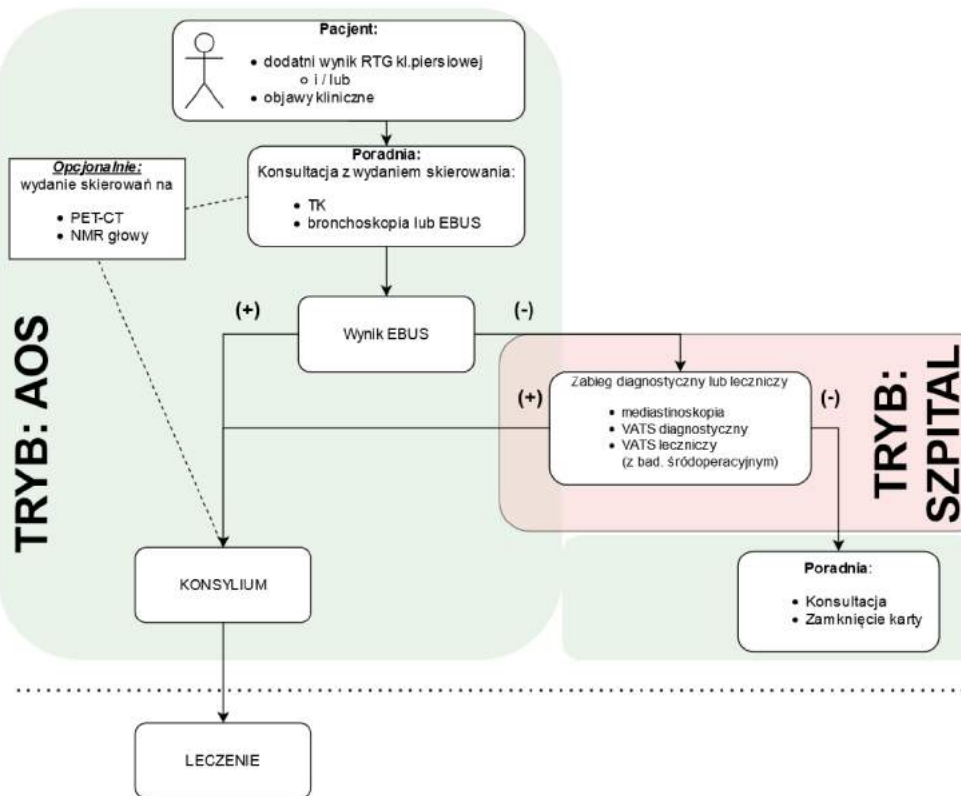 Pacjent:
• dodatni wynik RTG kl.piersiowej
o i / lub
• objawy kliniczne
Opcjonalnie:
wydanie skierowań na
• PET-CT
• NMR głowy
Poradnia:
Konsultacja z wydaniem skierowania:
• TK
• bronchoskopia lub EBUS
(+)
Wynik EBUS
(-)
TRYB: AOS
Zabieg diagnostyczny lub leczniczy
• mediastinoskopia
• VATS diagnostyczny
• VATS leczniczy
(z bad. śródoperacyjnym)
(+)
(-)
TRYB:
SZPITAL
KONSYLIUM
Poradnia:
• Konsultacja
• Zamknięcie karty
LECZENIE